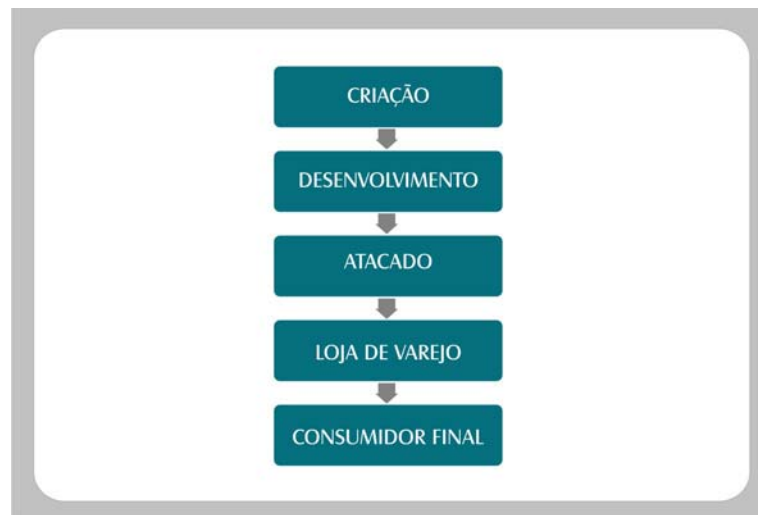 CRIAÇÃO
DESENVOLVIMENTO
ATACADO
LOJA DE VAREJO
CONSUMIDOR FINAL